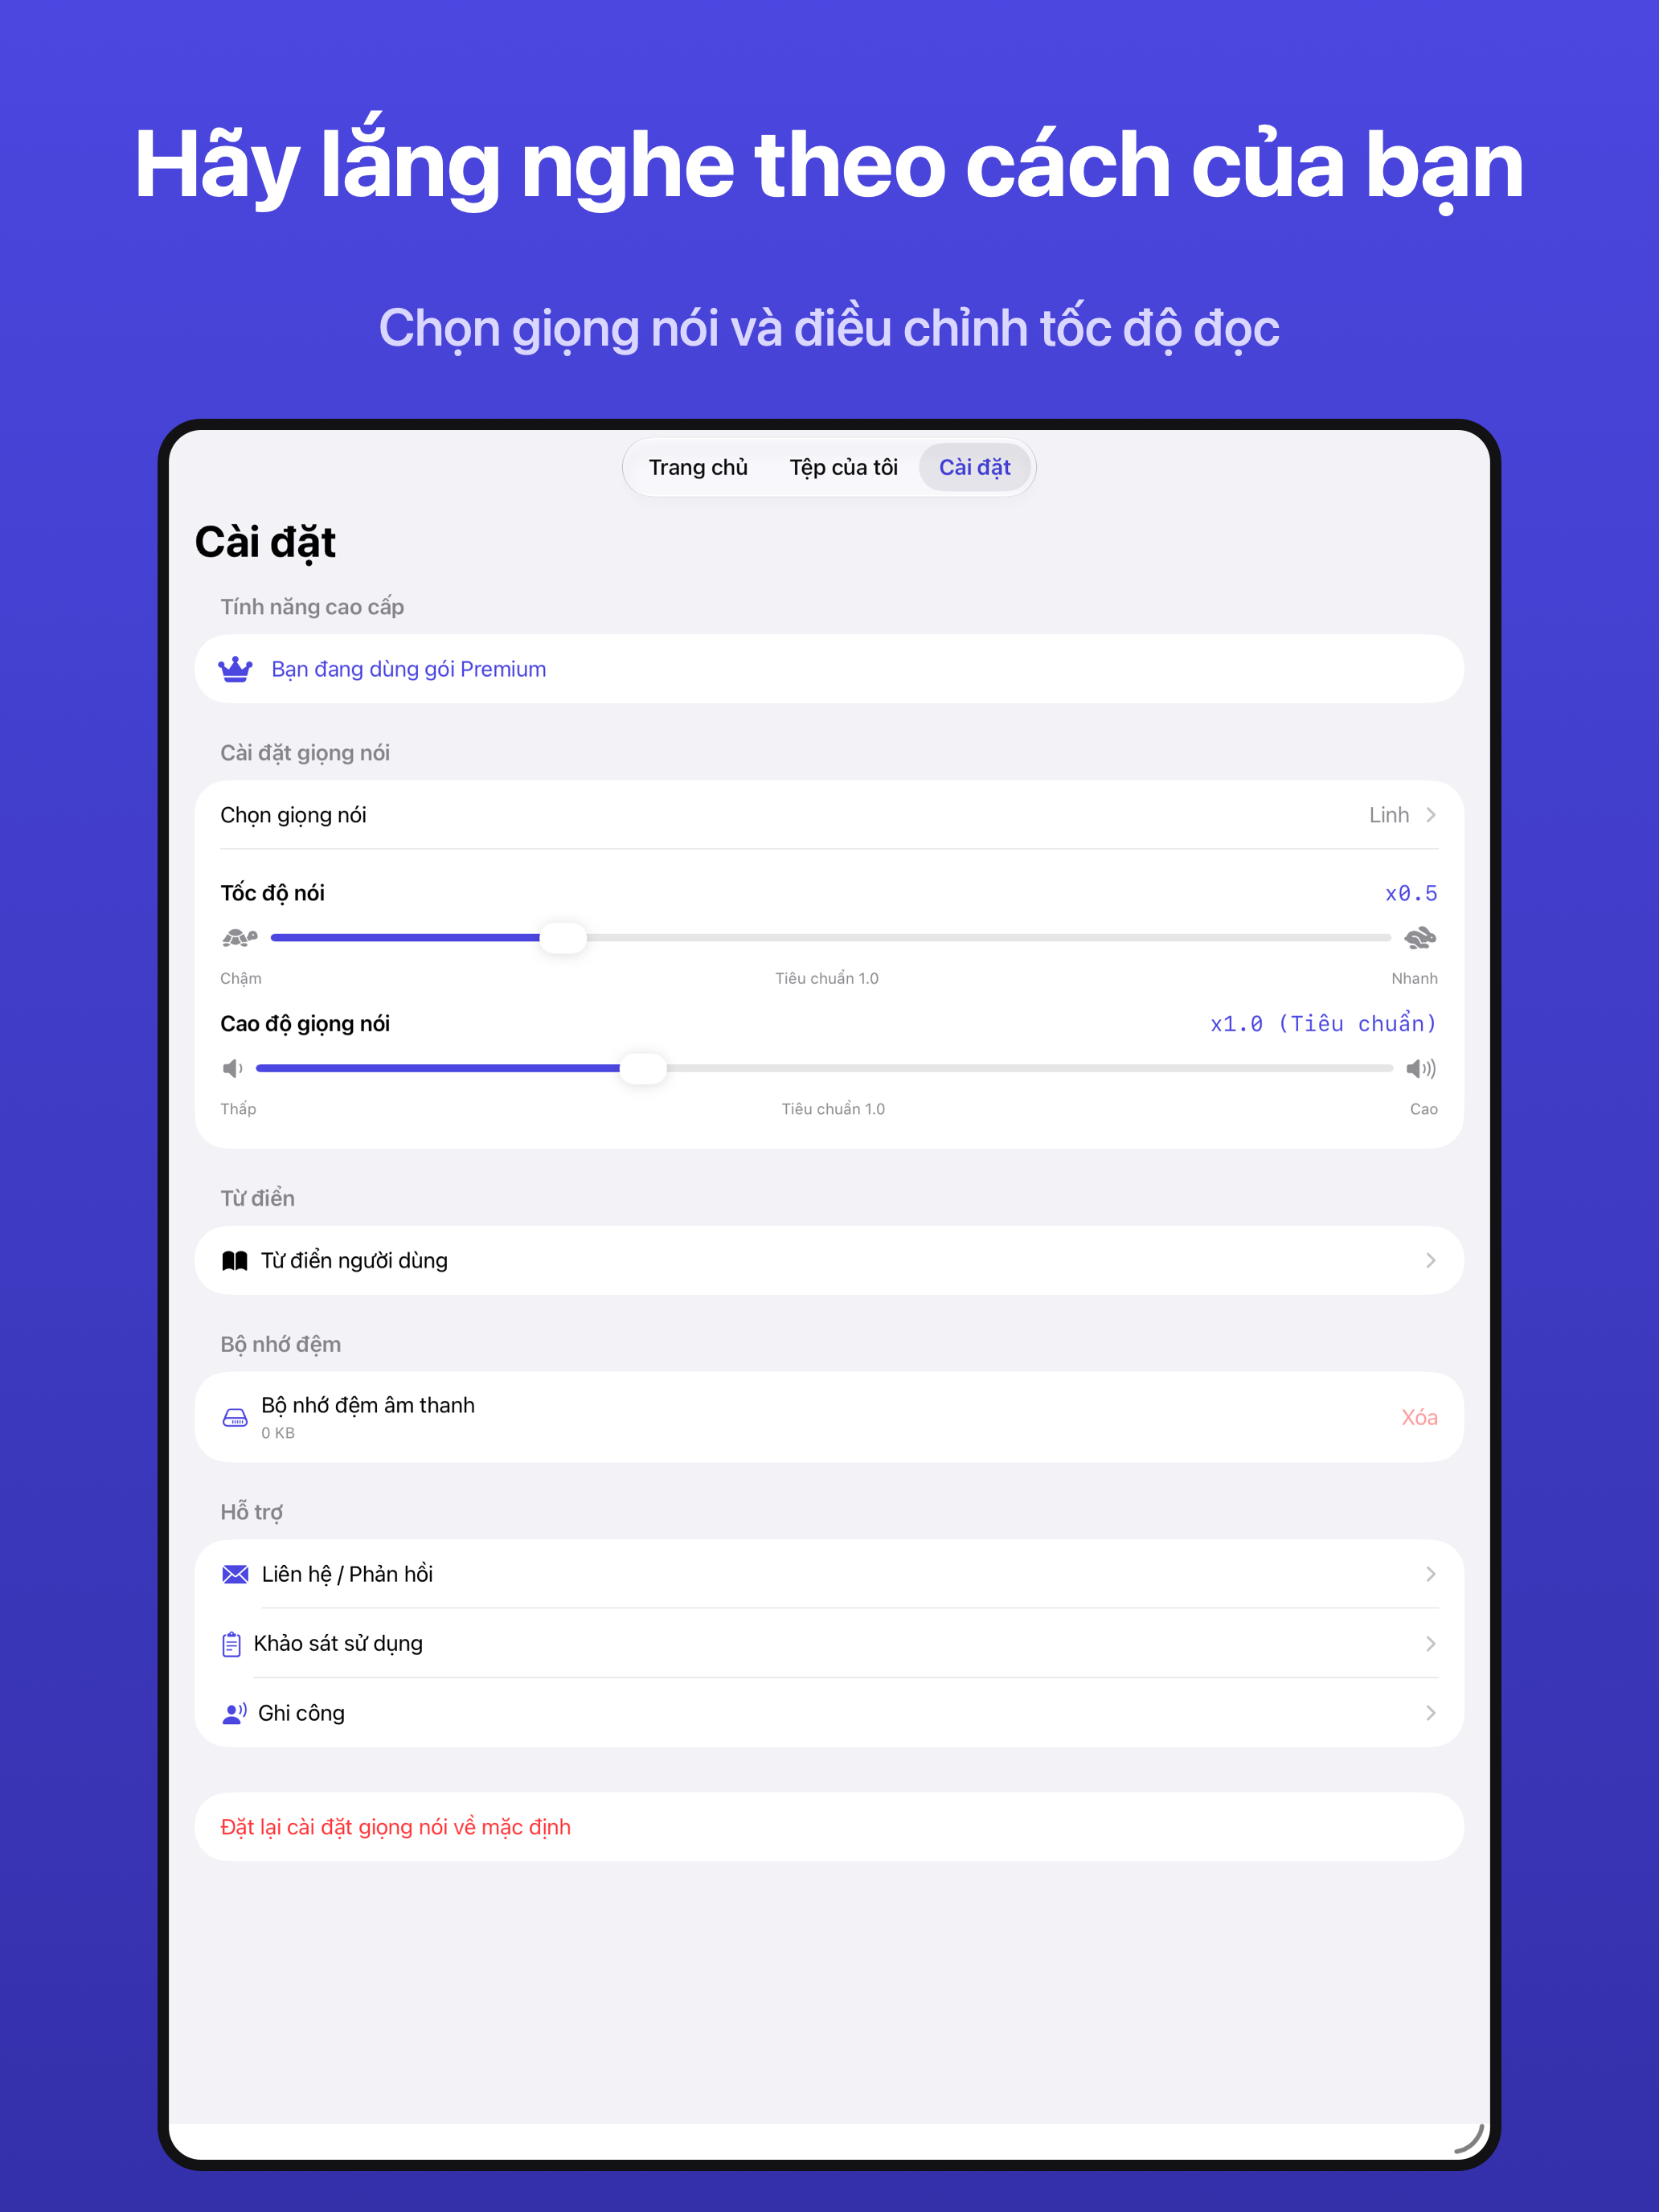 Hãy lắng nghe theo cách của bạn
Chọn giọng nói và điều chỉnh tốc độ đọc
Trang chủ Tệp của tôi Cài đặt
Cài đặt
Tính năng cao cấp
Bạn đang dùng gói Premium
Cài đặt giọng nói
Chọn giọng nói Linh
Tốc độ nói x0.5
Chậm Tiêu chuẩn 1.0 Nhanh
Cao độ giọng nói x1.0 (Tiêu chuẩn)
Thấp Tiêu chuẩn 1.0 Cao
Từ điển
Từ điển người dùng
Bộ nhớ đệm
Bộ nhớ đệm âm thanh
0 KB
Xóa
Hỗ trợ
Liên hệ / Phản hồi
Khảo sát sử dụng
Ghi công
Đặt lại cài đặt giọng nói về mặc định